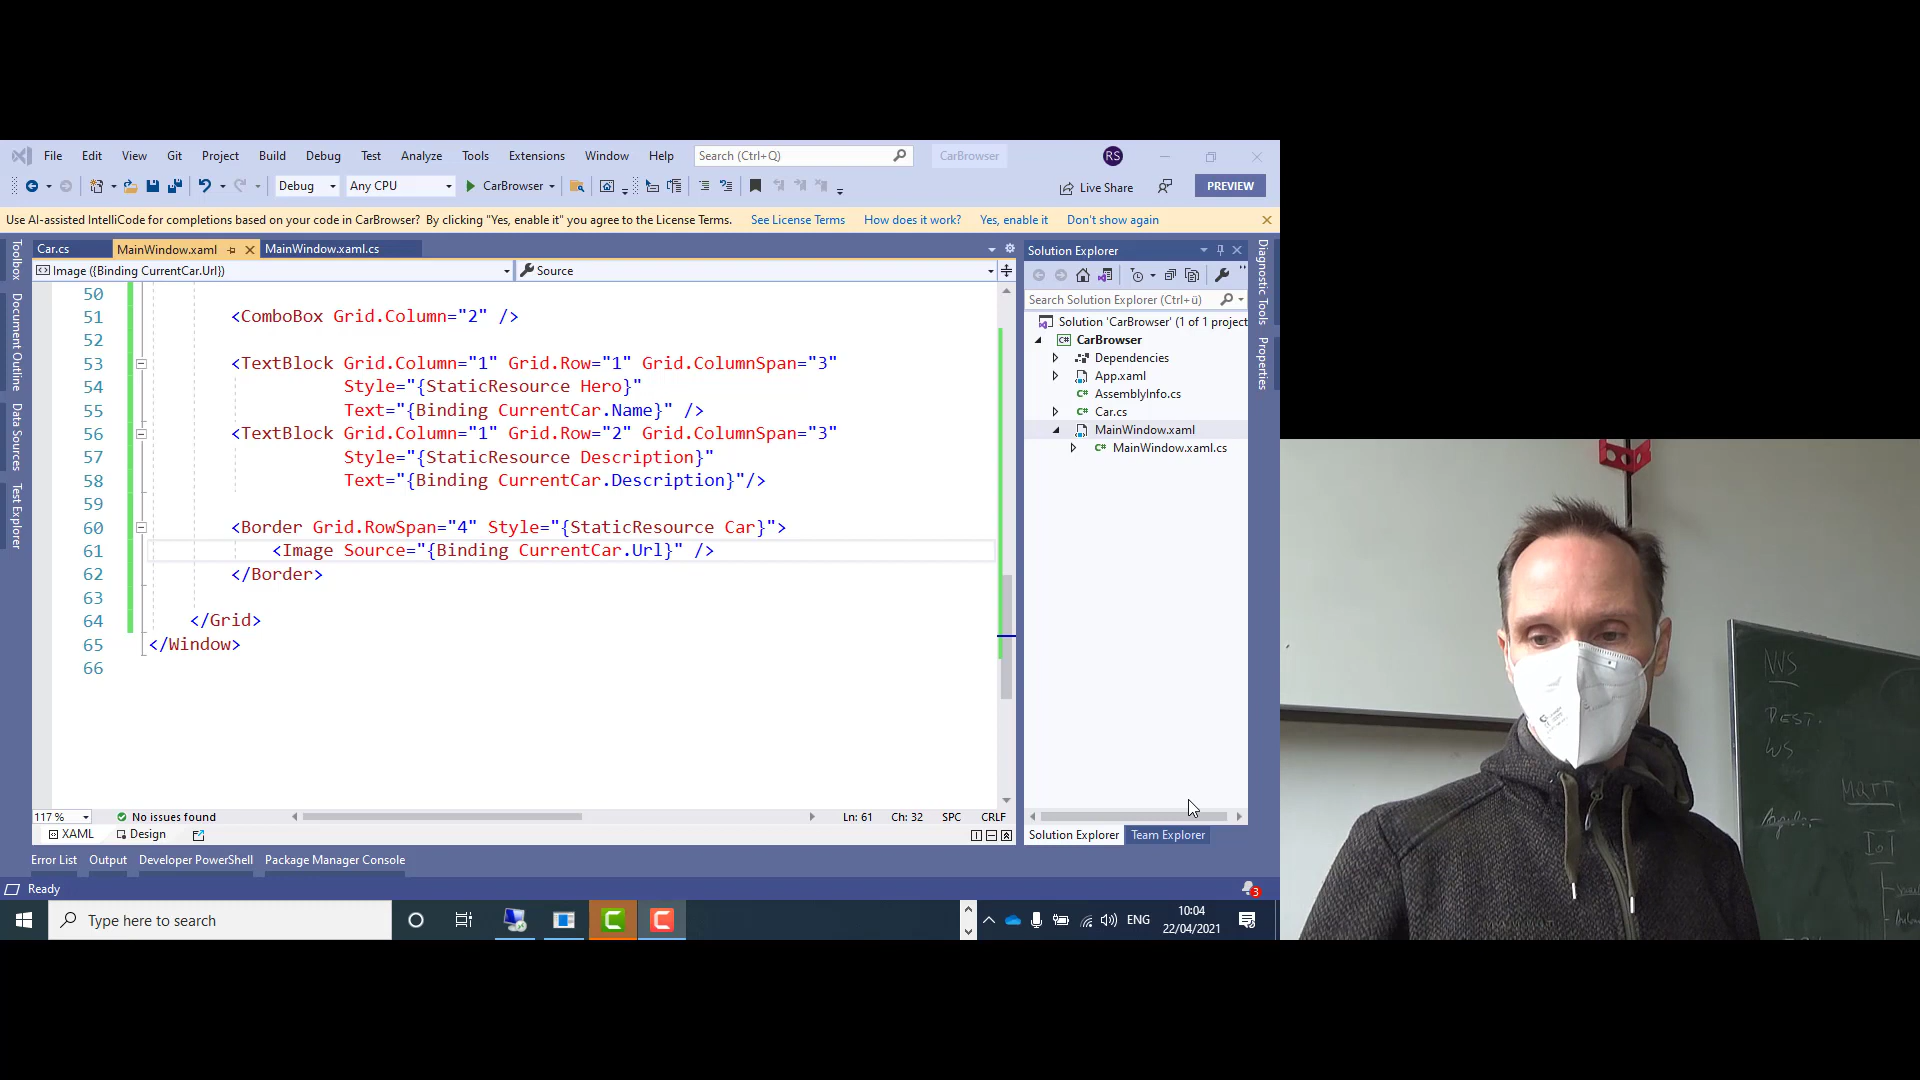 File Edit View Git Project Build Debug Test Analyze Tools Extensions Window Help Search (Ctrl+Q) CarBrowser RS
Debug Any CPU CarBrowser Live Share PREVIEW
Use AI-assisted IntelliCode for completions based on your code in CarBrowser? By clicking "Yes, enable it" you agree to the License Terms. See License Terms How does it work? Yes, enable it Don't show again
Toolbox
Document Outline
Data Sources
Test Explorer
Car.cs MainWindow.xaml MainWindow.xaml.cs
Image ({Binding CurrentCar.Url}) Source
50
51 <ComboBox Grid.Column="2" />
52
53 <TextBlock Grid.Column="1" Grid.Row="1" Grid.ColumnSpan="3"
54 Style="{StaticResource Hero}"
55 Text="{Binding CurrentCar.Name}" />
56 <TextBlock Grid.Column="1" Grid.Row="2" Grid.ColumnSpan="3"
57 Style="{StaticResource Description}"
58 Text="{Binding CurrentCar.Description}"/>
59
60 <Border Grid.RowSpan="4" Style="{StaticResource Car}">
61 <Image Source="{Binding CurrentCar.Url}" />
62 </Border>
63
64 </Grid>
65 </Window>
66
117 % No issues found Ln: 61 Ch: 32 SPC CRLF
XAML Design
Solution Explorer
Search Solution Explorer (Ctrl+ü)
Solution 'CarBrowser' (1 of 1 project
CarBrowser
Dependencies
App.xaml
AssemblyInfo.cs
Car.cs
MainWindow.xaml
MainWindow.xaml.cs
Solution Explorer Team Explorer
Diagnostic Tools
Properties
Error List Output Developer PowerShell Package Manager Console
Ready 3
Type here to search ENG 10:04
22/04/2021
NVS
DEST.
WS
MQTT
IoT